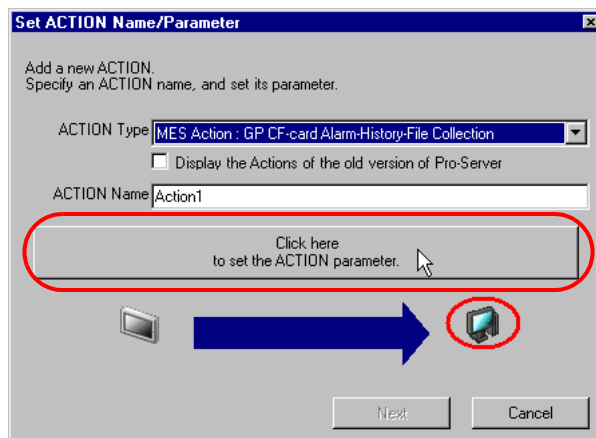 Set ACTION Name/Parameter
Add a new ACTION.
Specify an ACTION name, and set its parameter.
ACTION Type MES Action : GP CF-card Alarm-History-File Collection
Display the Actions of the old version of Pro-Server
ACTION Name Action1
Click here
to set the ACTION parameter.
Next Cancel